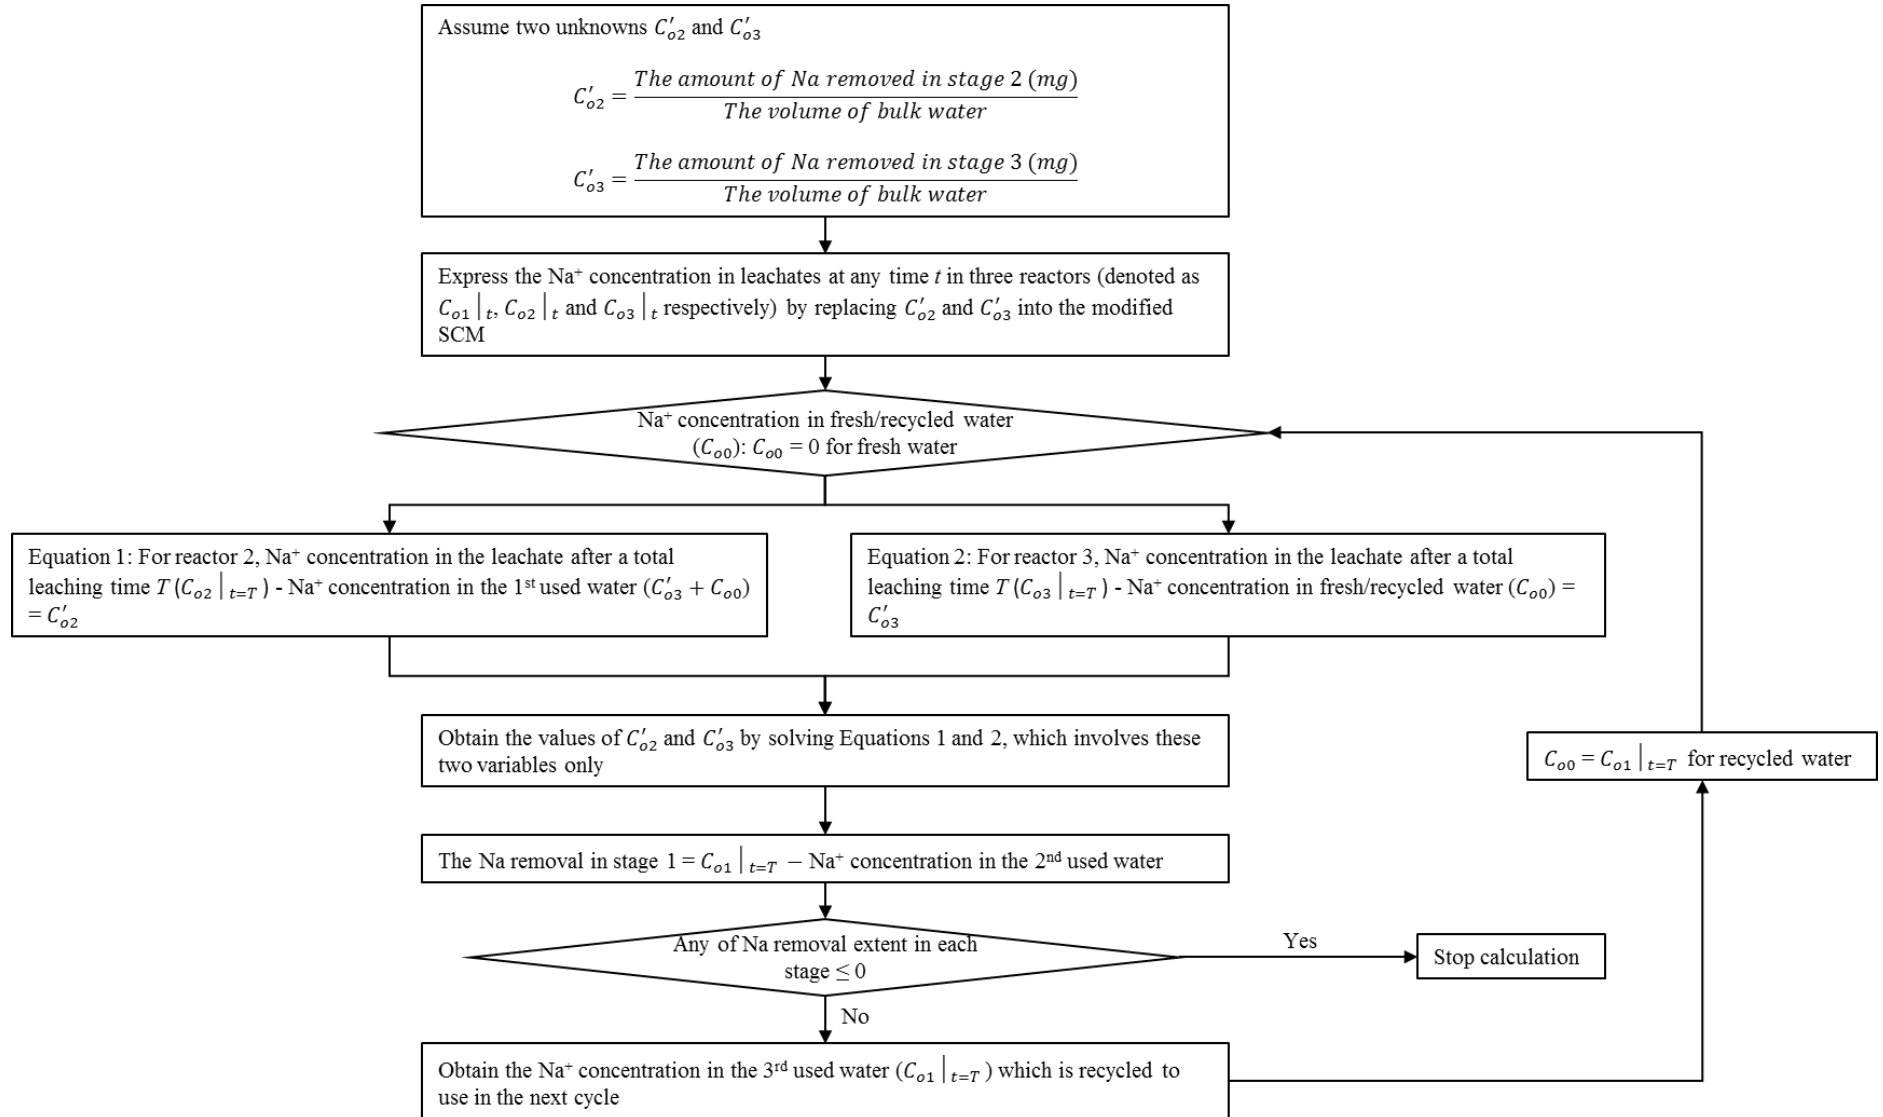 Assume two unknowns C′o2 and C′o3
C′o2 = The amount of Na removed in stage 2 (mg) / The volume of bulk water
C′o3 = The amount of Na removed in stage 3 (mg) / The volume of bulk water
Express the Na⁺ concentration in leachates at any time t in three reactors (denoted as
Co1|t, Co2|t and Co3|t respectively) by replacing C′o2 and C′o3 into the modified
SCM
Na⁺ concentration in fresh/recycled water
(Co0): Co0 = 0 for fresh water
Equation 1: For reactor 2, Na⁺ concentration in the leachate after a total
leaching time T (Co2|t=T) - Na⁺ concentration in the 1st used water (C′o3 + Co0)
= C′o2
Equation 2: For reactor 3, Na⁺ concentration in the leachate after a total
leaching time T (Co3|t=T) - Na⁺ concentration in fresh/recycled water (Co0) =
C′o3
Obtain the values of C′o2 and C′o3 by solving Equations 1 and 2, which involves these
two variables only
Co0 = Co1|t=T for recycled water
The Na removal in stage 1 = Co1|t=T − Na⁺ concentration in the 2nd used water
Any of Na removal extent in each
stage ≤ 0
Yes
Stop calculation
No
Obtain the Na⁺ concentration in the 3rd used water (Co1|t=T) which is recycled to
use in the next cycle